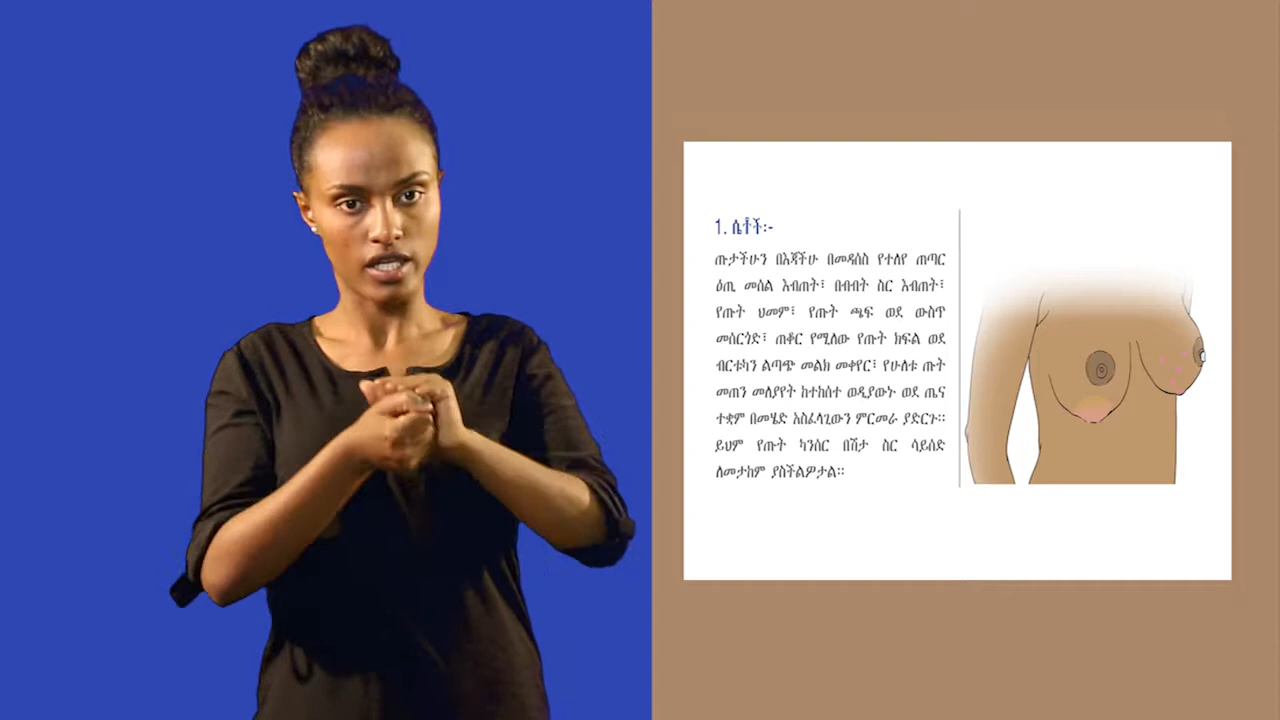 1. ሴቶች፡-
ጡታችሁን በእጃችሁ በመዳሰስ የተለየ ጠጣር
ዕጢ መሰል እብጠት፣ በብብት ስር እብጠት፣
የጡት ህመም፣ የጡት ጫፍ ወደ ውስጥ
መሰርጎድ፣ ጠቆር የሚለው የጡት ክፍል ወደ
ብርቱካን ልጣጭ መልክ መቀየር፣ የሁለቱ ጡት
መጠን መለያየት ከተከሰተ ወዲያውኑ ወደ ጤና
ተቋም በመሄድ አስፈላጊውን ምርመራ ያድርጉ።
ይህም የጡት ካንሰር በሽታ ስር ሳይሰድ
ለመታከም ያስችልዎታል።